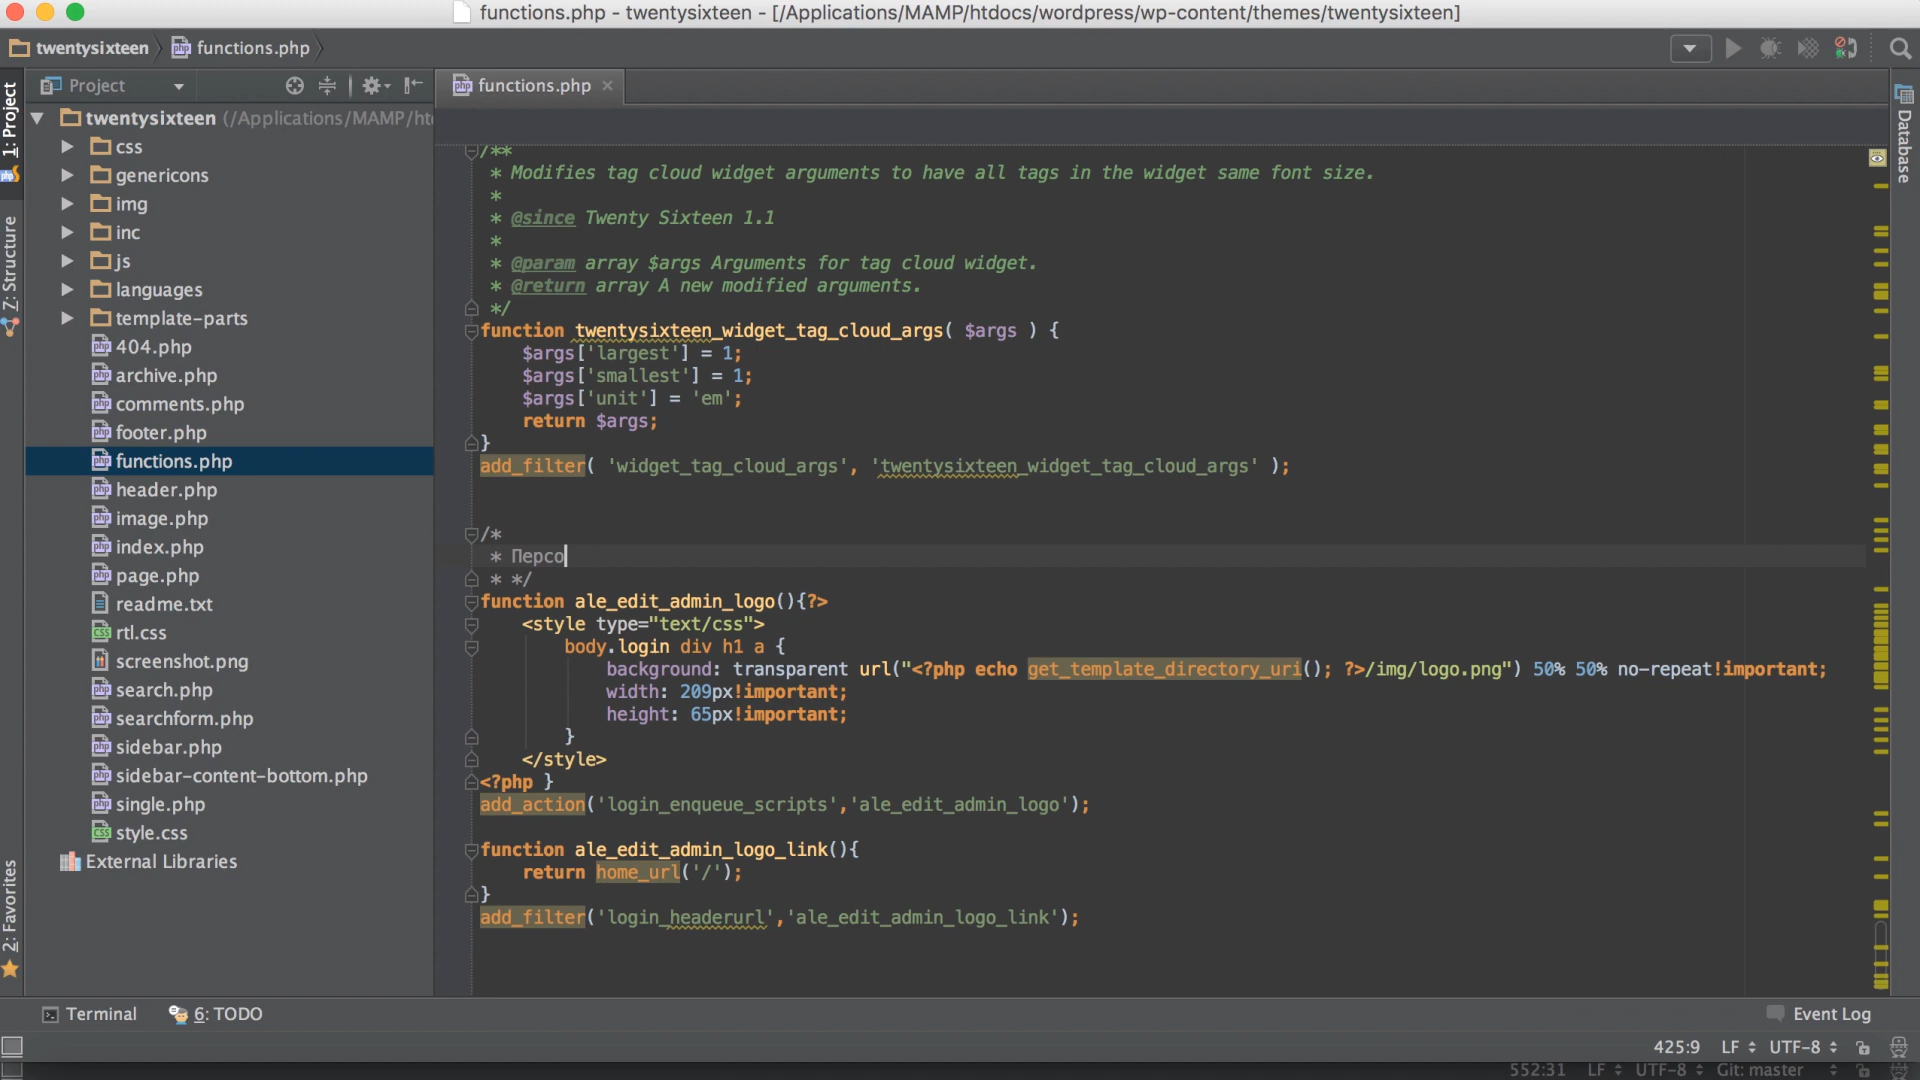 functions.php - twentysixteen - [/Applications/MAMP/htdocs/wordpress/wp-content/themes/twentysixteen]
twentysixteen
functions.php
Project
functions.php
1: Project
7: Structure
2: Favorites
Database
twentysixteen (/Applications/MAMP/ht
css
genericons
img
inc
js
languages
template-parts
404.php
archive.php
comments.php
footer.php
functions.php
header.php
image.php
index.php
page.php
readme.txt
rtl.css
screenshot.png
search.php
searchform.php
sidebar.php
sidebar-content-bottom.php
single.php
style.css
External Libraries
/**
* Modifies tag cloud widget arguments to have all tags in the widget same font size.
*
* @since Twenty Sixteen 1.1
*
* @param array $args Arguments for tag cloud widget.
* @return array A new modified arguments.
*/
function twentysixteen_widget_tag_cloud_args( $args ) {
$args['largest'] = 1;
$args['smallest'] = 1;
$args['unit'] = 'em';
return $args;
}
add_filter( 'widget_tag_cloud_args', 'twentysixteen_widget_tag_cloud_args' );
/*
* Персо
* */
function ale_edit_admin_logo(){?>
<style type="text/css">
body.login div h1 a {
background: transparent url("<?php echo get_template_directory_uri(); ?>/img/logo.png") 50% 50% no-repeat!important;
width: 209px!important;
height: 65px!important;
}
</style>
<?php }
add_action('login_enqueue_scripts','ale_edit_admin_logo');
function ale_edit_admin_logo_link(){
return home_url('/');
}
add_filter('login_headerurl','ale_edit_admin_logo_link');
Terminal
6: TODO
Event Log
425:9 LF UTF-8
552:31 LF UTF-8 Git: master